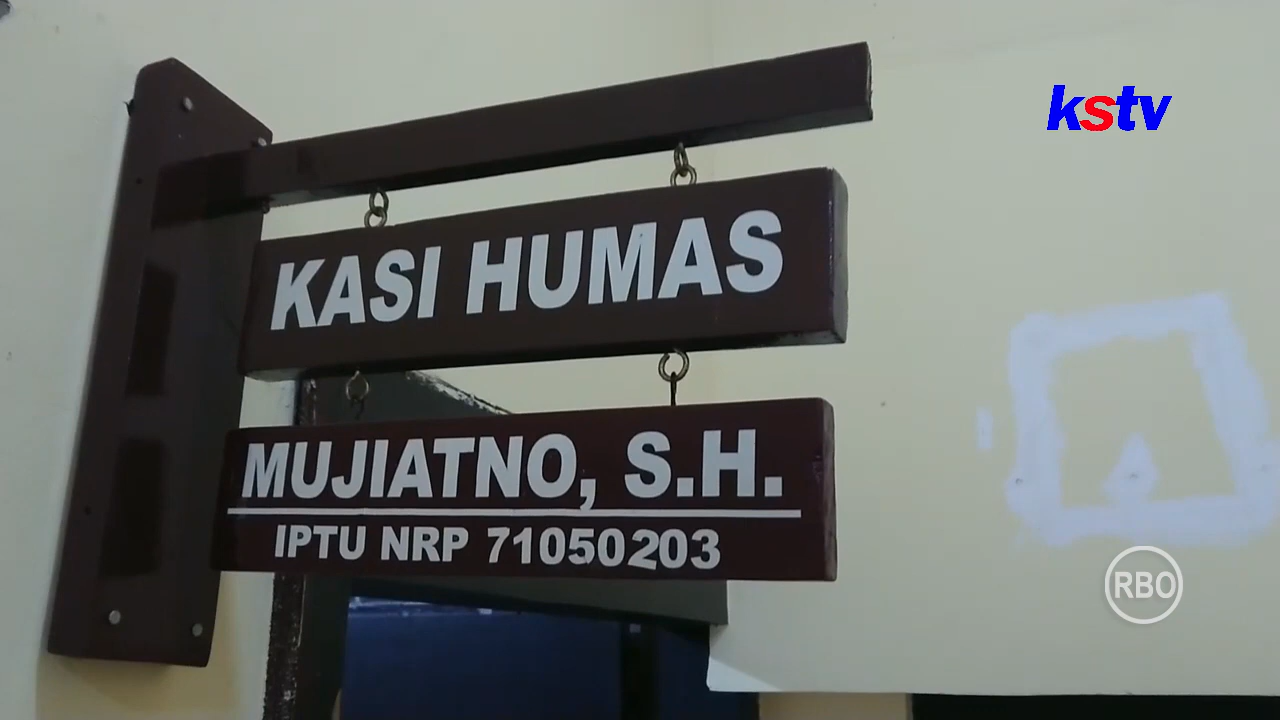 kstv
KASI HUMAS
MUJIATNO, S.H.
IPTU NRP 71050203
RBO